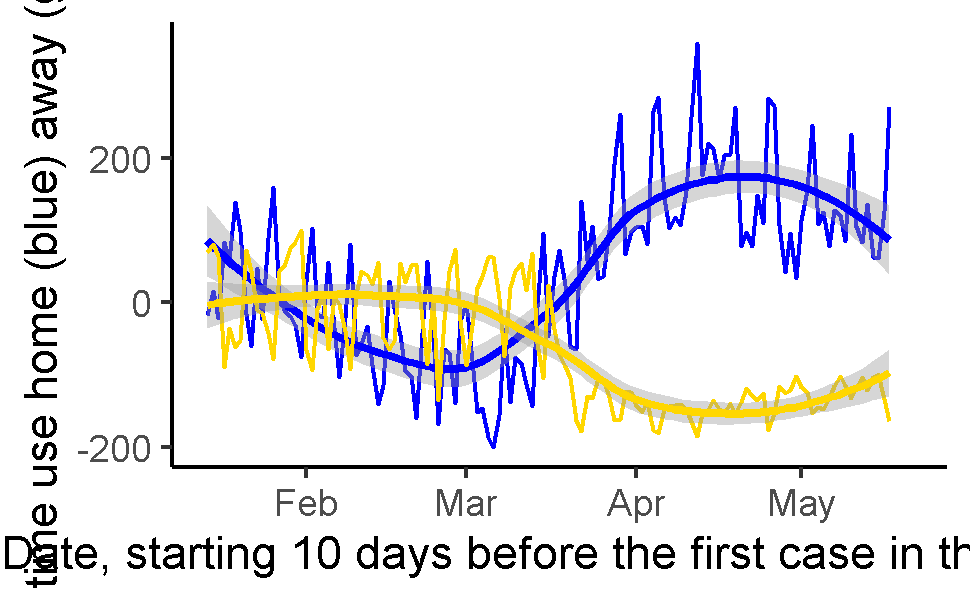 time use home (blue) away (
200
0
-200
Feb Mar Apr May
Date, starting 10 days before the first case in th